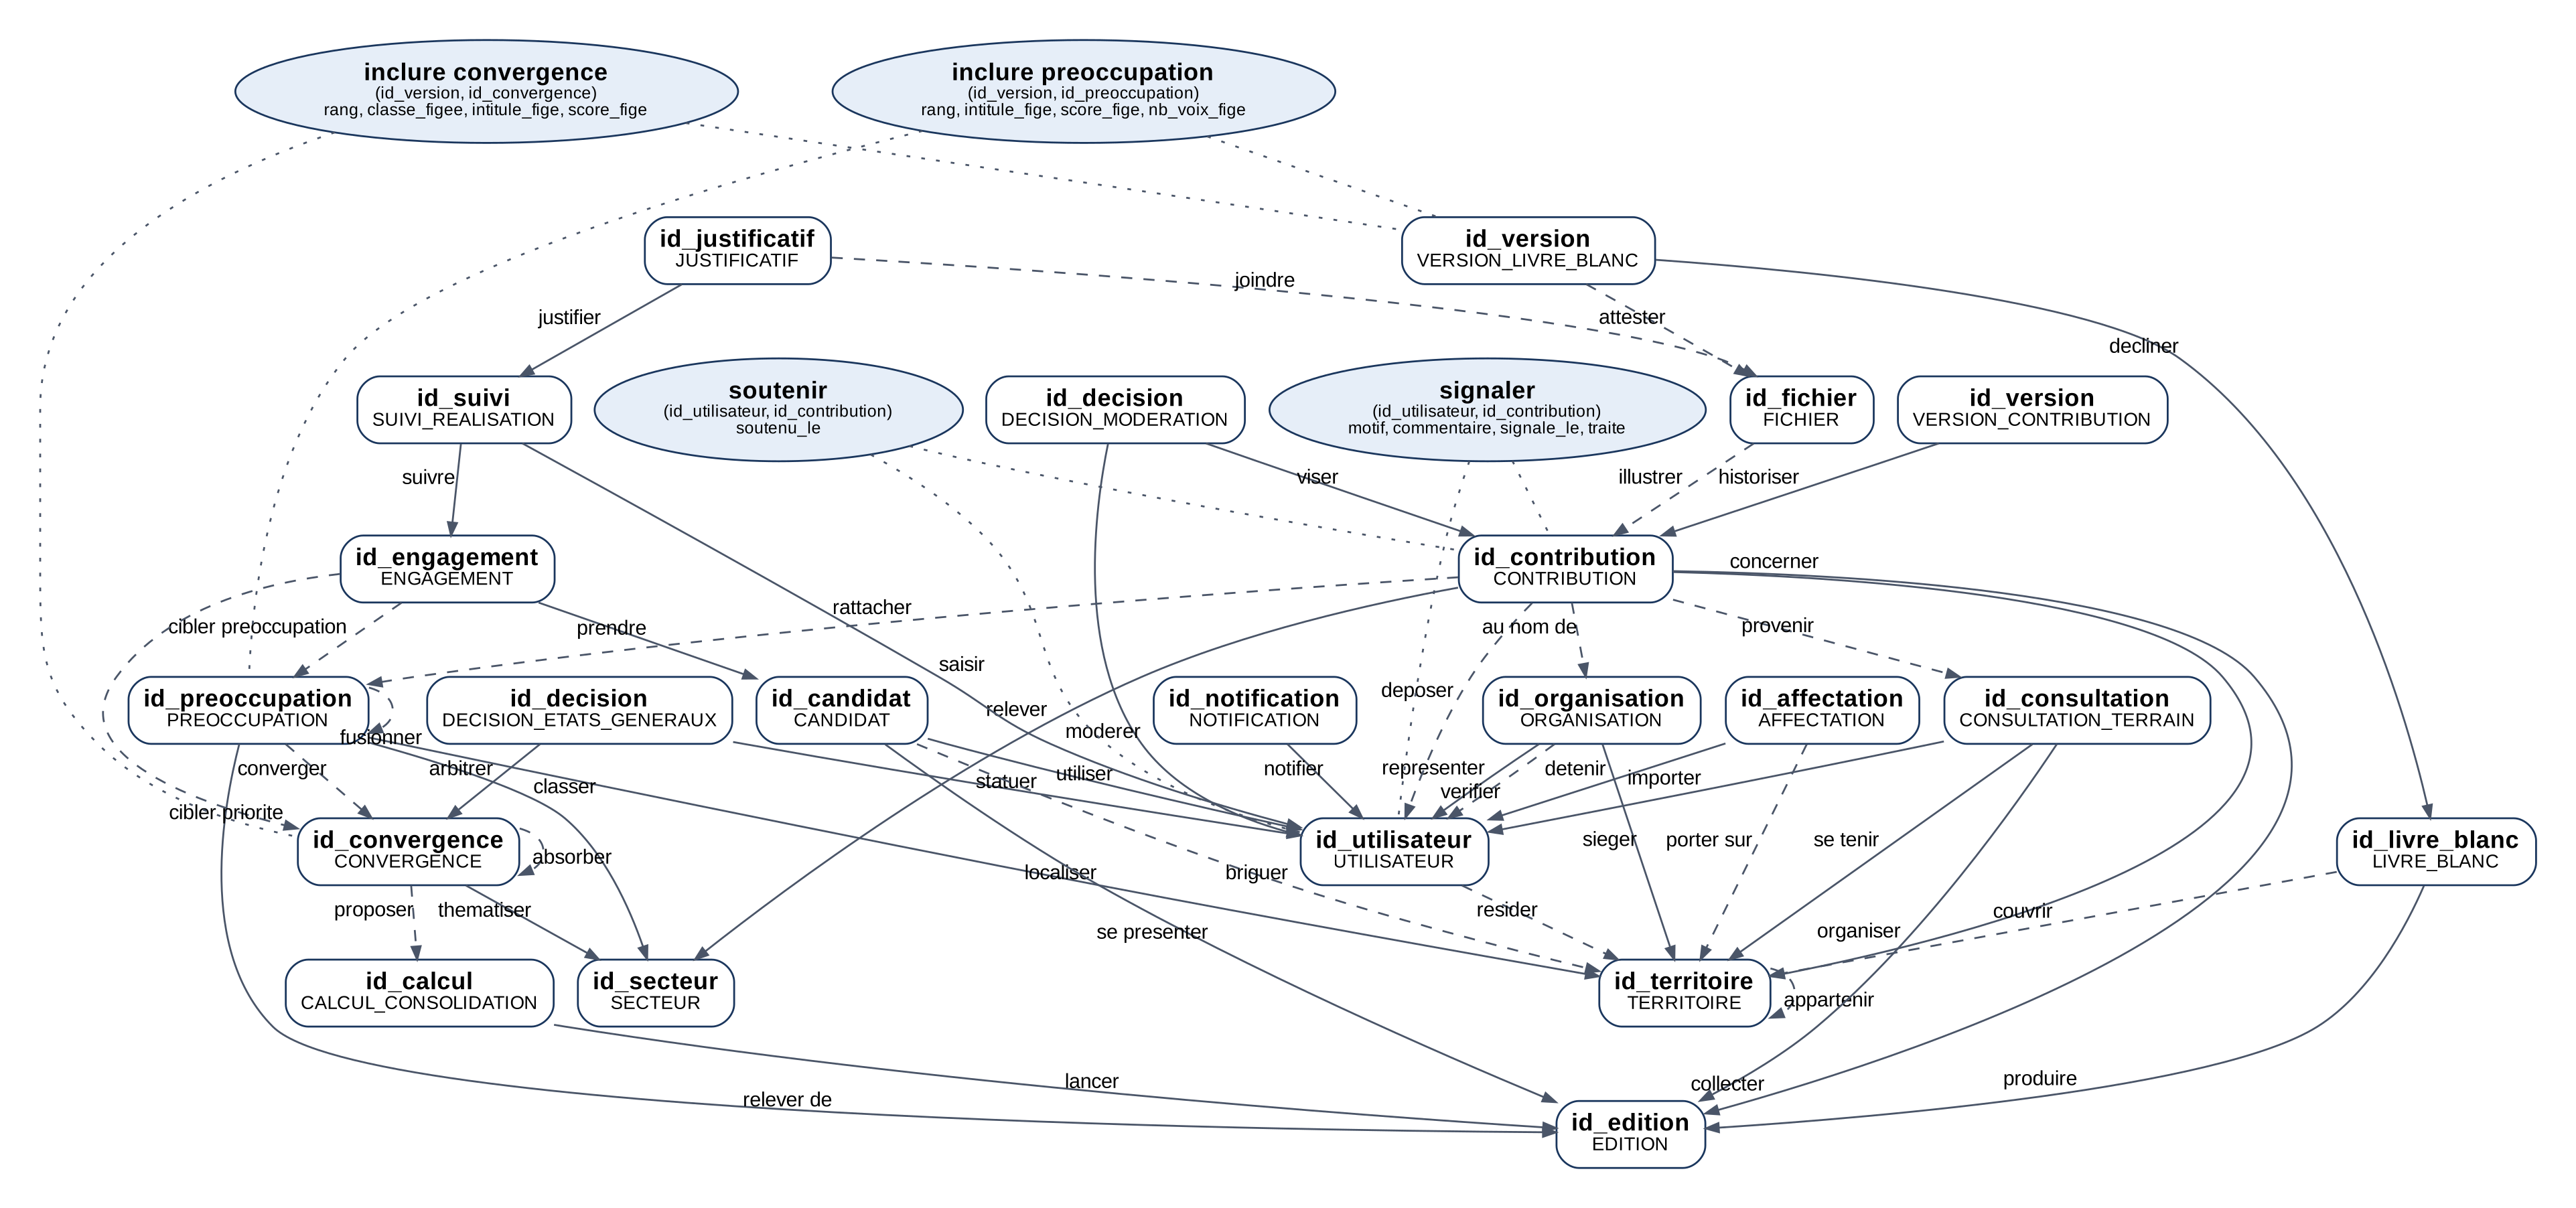 inclure convergence
(id_version, id_convergence)
rang, classe_figee, intitule_fige, score_fige
inclure preoccupation
(id_version, id_preoccupation)
rang, intitule_fige, score_fige, nb_voix_fige
id_justificatif
JUSTIFICATIF
id_version
VERSION_LIVRE_BLANC
joindre
justifier
attester
decliner
id_suivi
SUIVI_REALISATION
soutenir
(id_utilisateur, id_contribution)
soutenu_le
id_decision
DECISION_MODERATION
signaler
(id_utilisateur, id_contribution)
motif, commentaire, signale_le, traite
id_fichier
FICHIER
id_version
VERSION_CONTRIBUTION
suivre
viser
illustrer
historiser
id_engagement
ENGAGEMENT
id_contribution
CONTRIBUTION
concerner
cibler preoccupation
prendre
rattacher
au nom de
provenir
saisir
id_preoccupation
PREOCCUPATION
id_decision
DECISION_ETATS_GENERAUX
id_candidat
CANDIDAT
relever
id_notification
NOTIFICATION
deposer
id_organisation
ORGANISATION
id_affectation
AFFECTATION
id_consultation
CONSULTATION_TERRAIN
fusionner
moderer
converger
arbitrer
classer
statuer
utiliser
notifier
representer
verifier
detenir
importer
cibler priorite
id_convergence
CONVERGENCE
absorber
id_utilisateur
UTILISATEUR
sieger
porter sur
se tenir
id_livre_blanc
LIVRE_BLANC
localiser
briguer
proposer
thematiser
se presenter
resider
organiser
couvrir
id_calcul
CALCUL_CONSOLIDATION
id_secteur
SECTEUR
id_territoire
TERRITOIRE
appartenir
relever de
lancer
collecter
produire
id_edition
EDITION